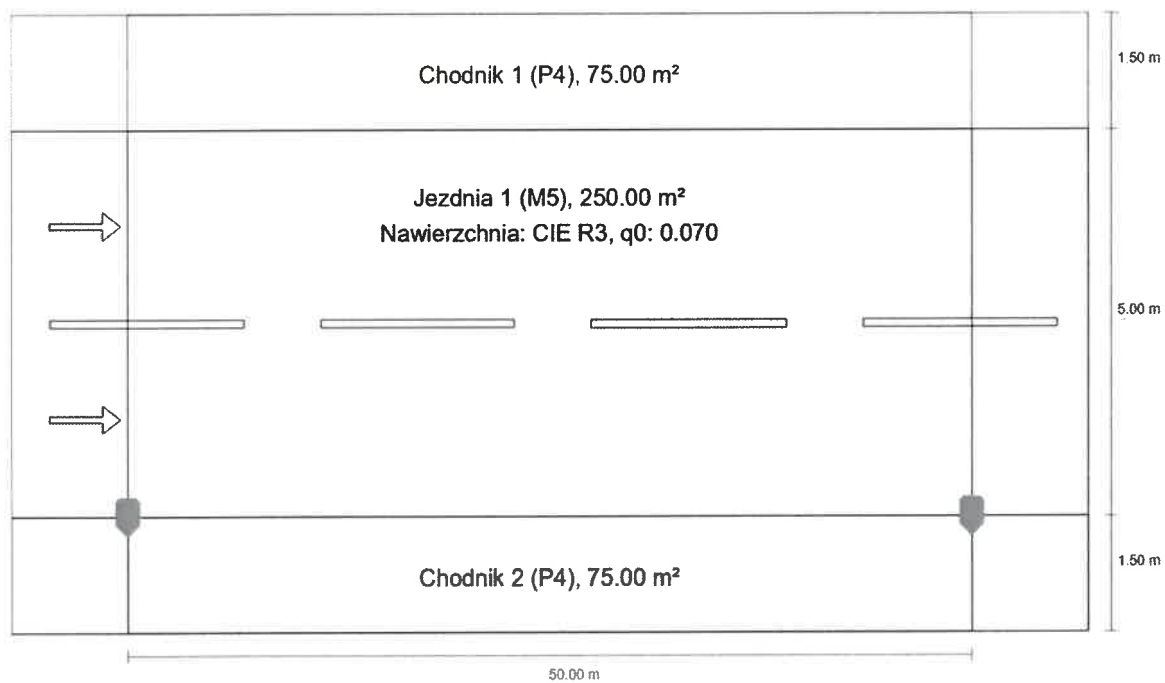 1.50 m
Chodnik 1 (P4), 75.00 m²
Jezdnia 1 (M5), 250.00 m²
Nawierzchnia: CIE R3, q0: 0.070
5.00 m
Chodnik 2 (P4), 75.00 m²
1.50 m
50.00 m